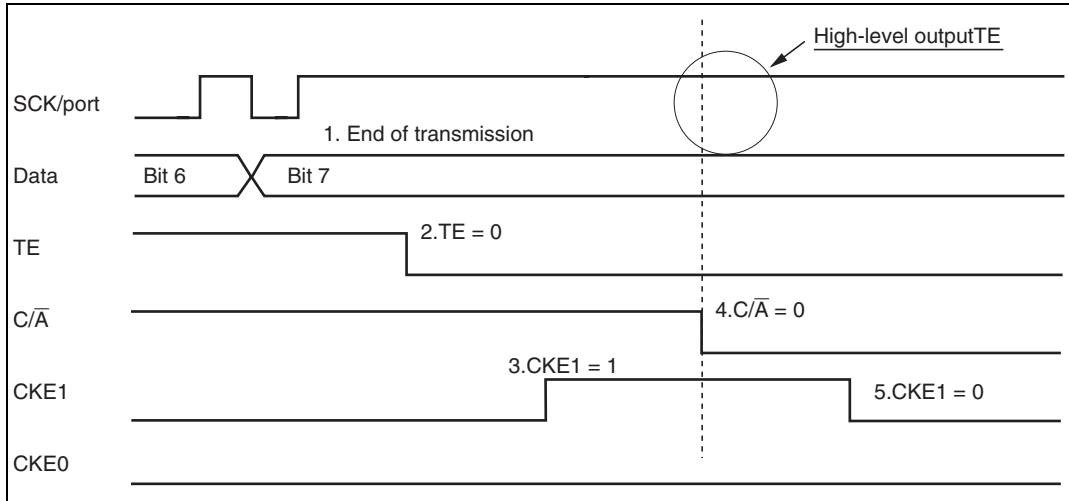 High-level outputTE
SCK/port
1. End of transmission
Data
Bit 6
Bit 7
TE
2.TE = 0
C/A̅
4.C/A̅ = 0
3.CKE1 = 1
CKE1
5.CKE1 = 0
CKE0